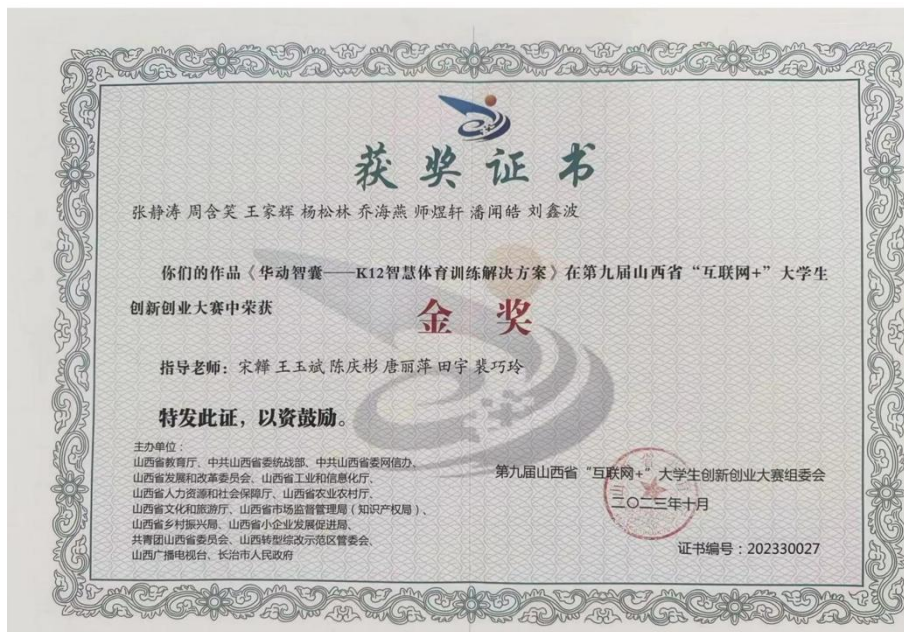 获奖证书
张静涛 周含笑 王家辉 杨松林 乔海燕 师煜轩 潘闻皓 刘鑫波
你们的作品《华动智囊——K12智慧体育训练解决方案》在第九届山西省“互联网+”大学生
创新创业大赛中荣获
金奖
指导老师：宋韡 王玉斌 陈庆彬 唐丽萍 田宇 裴巧玲
特发此证，以资鼓励。
主办单位：
山西省教育厅、中共山西省委统战部、中共山西省委网信办、
山西省发展和改革委员会、山西省工业和信息化厅、
山西省人力资源和社会保障厅、山西省农业农村厅、
山西省文化和旅游厅、山西省市场监督管理局（知识产权局）、
山西省乡村振兴局、山西省小企业发展促进局、
共青团山西省委员会、山西转型综改示范区管委会、
山西广播电视台、长治市人民政府
第九届山西省“互联网+”大学生创新创业大赛组委会
二〇二三年十月
证书编号：202330027